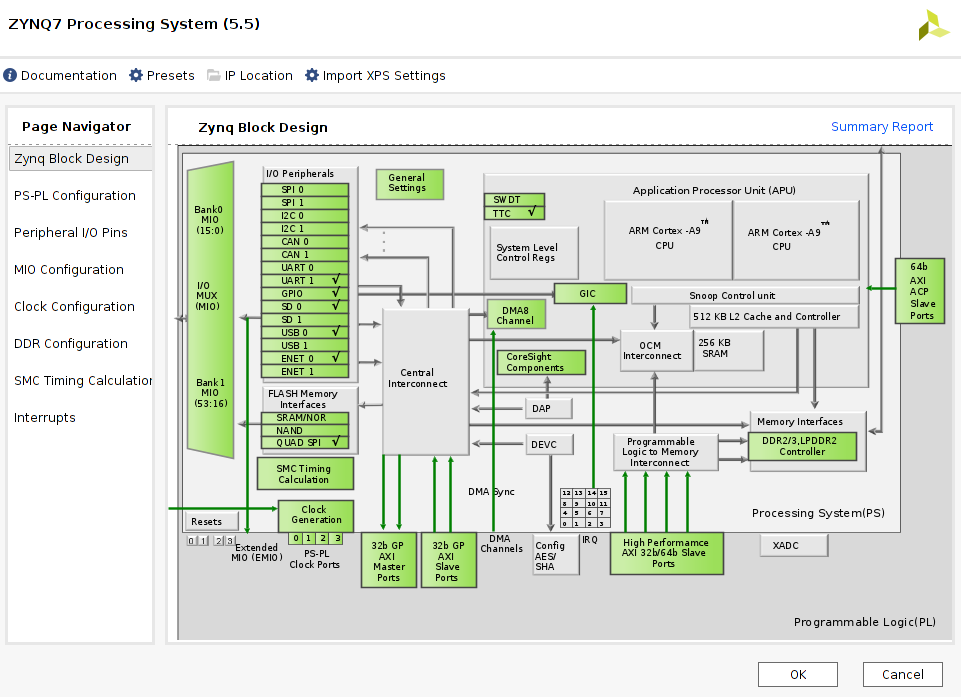 ZYNQ7 Processing System (5.5)
Documentation
Presets
IP Location
Import XPS Settings
Page Navigator
Zynq Block Design
PS-PL Configuration
Peripheral I/O Pins
MIO Configuration
Clock Configuration
DDR Configuration
SMC Timing Calculation
Interrupts
Zynq Block Design
Summary Report
Bank0
MIO
(15:0)
I/O
MUX
(MIO)
Bank1
MIO
(53:16)
I/O Peripherals
SPI 0
SPI 1
I2C 0
I2C 1
CAN 0
CAN 1
UART 0
UART 1 √
GPIO √
SD 0 √
SD 1
USB 0 √
USB 1
ENET 0 √
ENET 1
FLASH Memory
Interfaces
SRAM/NOR
NAND
QUAD SPI √
SMC Timing
Calculation
General
Settings
Central
Interconnect
Application Processor Unit (APU)
SWDT
TTC √
System Level
Control Regs
ARM Cortex -A9™
CPU
ARM Cortex -A9™
CPU
GIC
Snoop Control unit
DMA8
Channel
512 KB L2 Cache and Controller
OCM
Interconnect
256 KB
SRAM
CoreSight
Components
DAP
DEVC
64b
AXI
ACP
Slave
Ports
Memory Interfaces
DDR2/3,LPDDR2
Controller
Programmable
Logic to Memory
Interconnect
Processing System(PS)
DMA Sync
12 13 14 15
8 9 10 11
4 5 6 7
0 1 2 3
Resets
0 1 2 3
Clock
Generation
0 1 2 3
Extended
MIO (EMIO)
PS-PL
Clock Ports
32b GP
AXI
Master
Ports
32b GP
AXI
Slave
Ports
DMA
Channels
Config
AES/
SHA
IRQ
High Performamce
AXI 32b/64b Slave
Ports
XADC
Programmable Logic(PL)
OK
Cancel